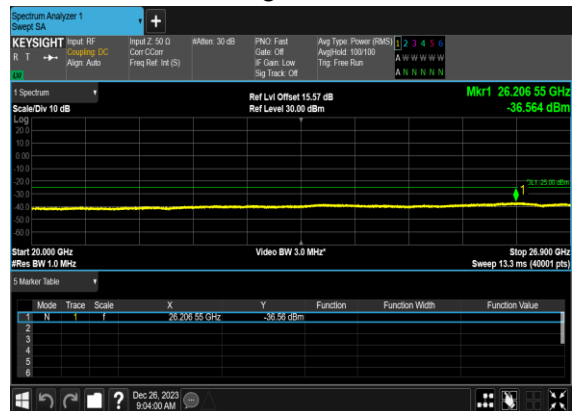 Spectrum Analyzer 1
Swept SA
+
KEYSIGHT
R T
LXI
Input: RF
Coupling: DC
Align: Auto
Input Z: 50 Ω
Corr CCorr
Freq Ref: Int (S)
#Atten: 30 dB
PNO: Fast
Gate: Off
IF Gain: Low
Sig Track: Off
Avg Type: Power (RMS)
Avg|Hold: 100/100
Trig: Free Run
1 2 3 4 5 6
A W W W W W
A N N N N N
1 Spectrum
Scale/Div 10 dB
Ref Lvl Offset 15.57 dB
Ref Level 30.00 dBm
Mkr1 26.206 55 GHz
-36.564 dBm
Log
20.0
10.0
0.00
-10.0
-20.0
-30.0
-40.0
-50.0
-60.0
1
DL1 -25.00 dBm
Start 20.000 GHz
#Res BW 1.0 MHz
Video BW 3.0 MHz*
Stop 26.900 GHz
Sweep 13.3 ms (40001 pts)
5 Marker Table
Mode Trace Scale X Y Function Function Width Function Value
1 N 1 f 26.206 55 GHz -36.56 dBm
2
3
4
5
6
?
Dec 26, 2023
9:04:00 AM